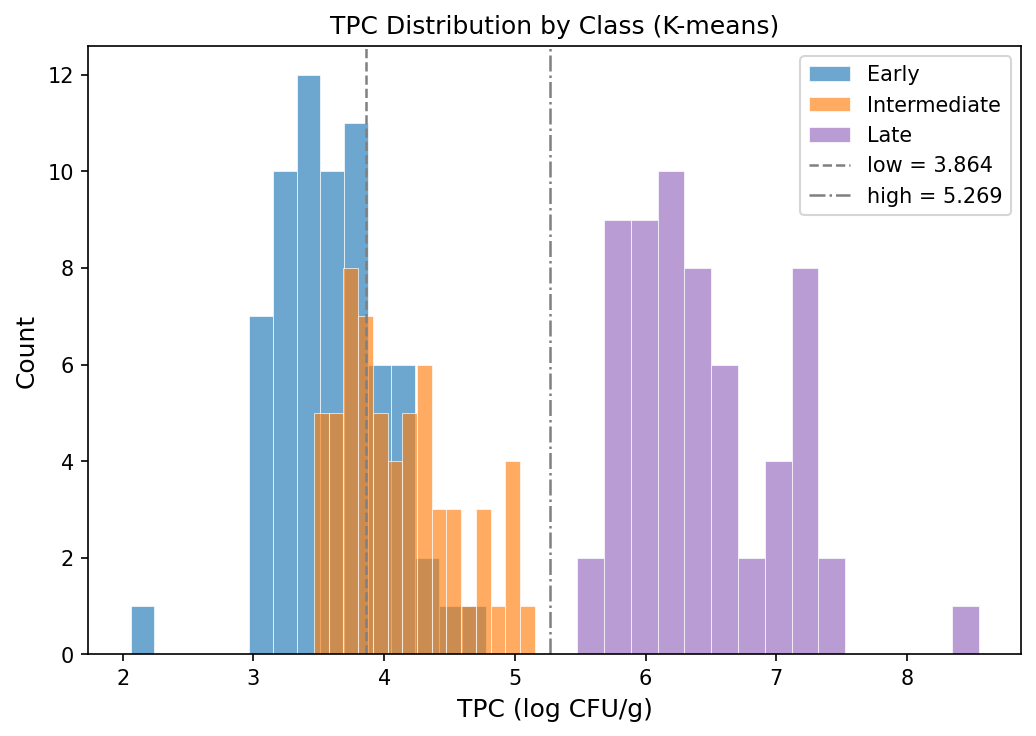 TPC Distribution by Class (K-means)
Early
Intermediate
Late
low = 3.864
high = 5.269
Count
12
10
8
6
4
2
0
2 3 4 5 6 7 8
TPC (log CFU/g)